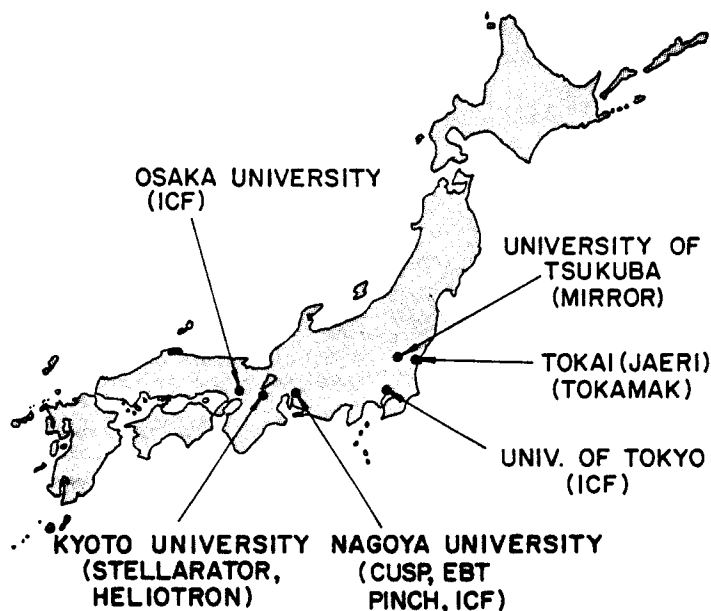 OSAKA UNIVERSITY
(ICF)
UNIVERSITY OF
TSUKUBA
(MIRROR)
TOKAI (JAERI)
(TOKAMAK)
UNIV. OF TOKYO
(ICF)
KYOTO UNIVERSITY
(STELLARATOR,
HELIOTRON)
NAGOYA UNIVERSITY
(CUSP, EBT
PINCH, ICF)